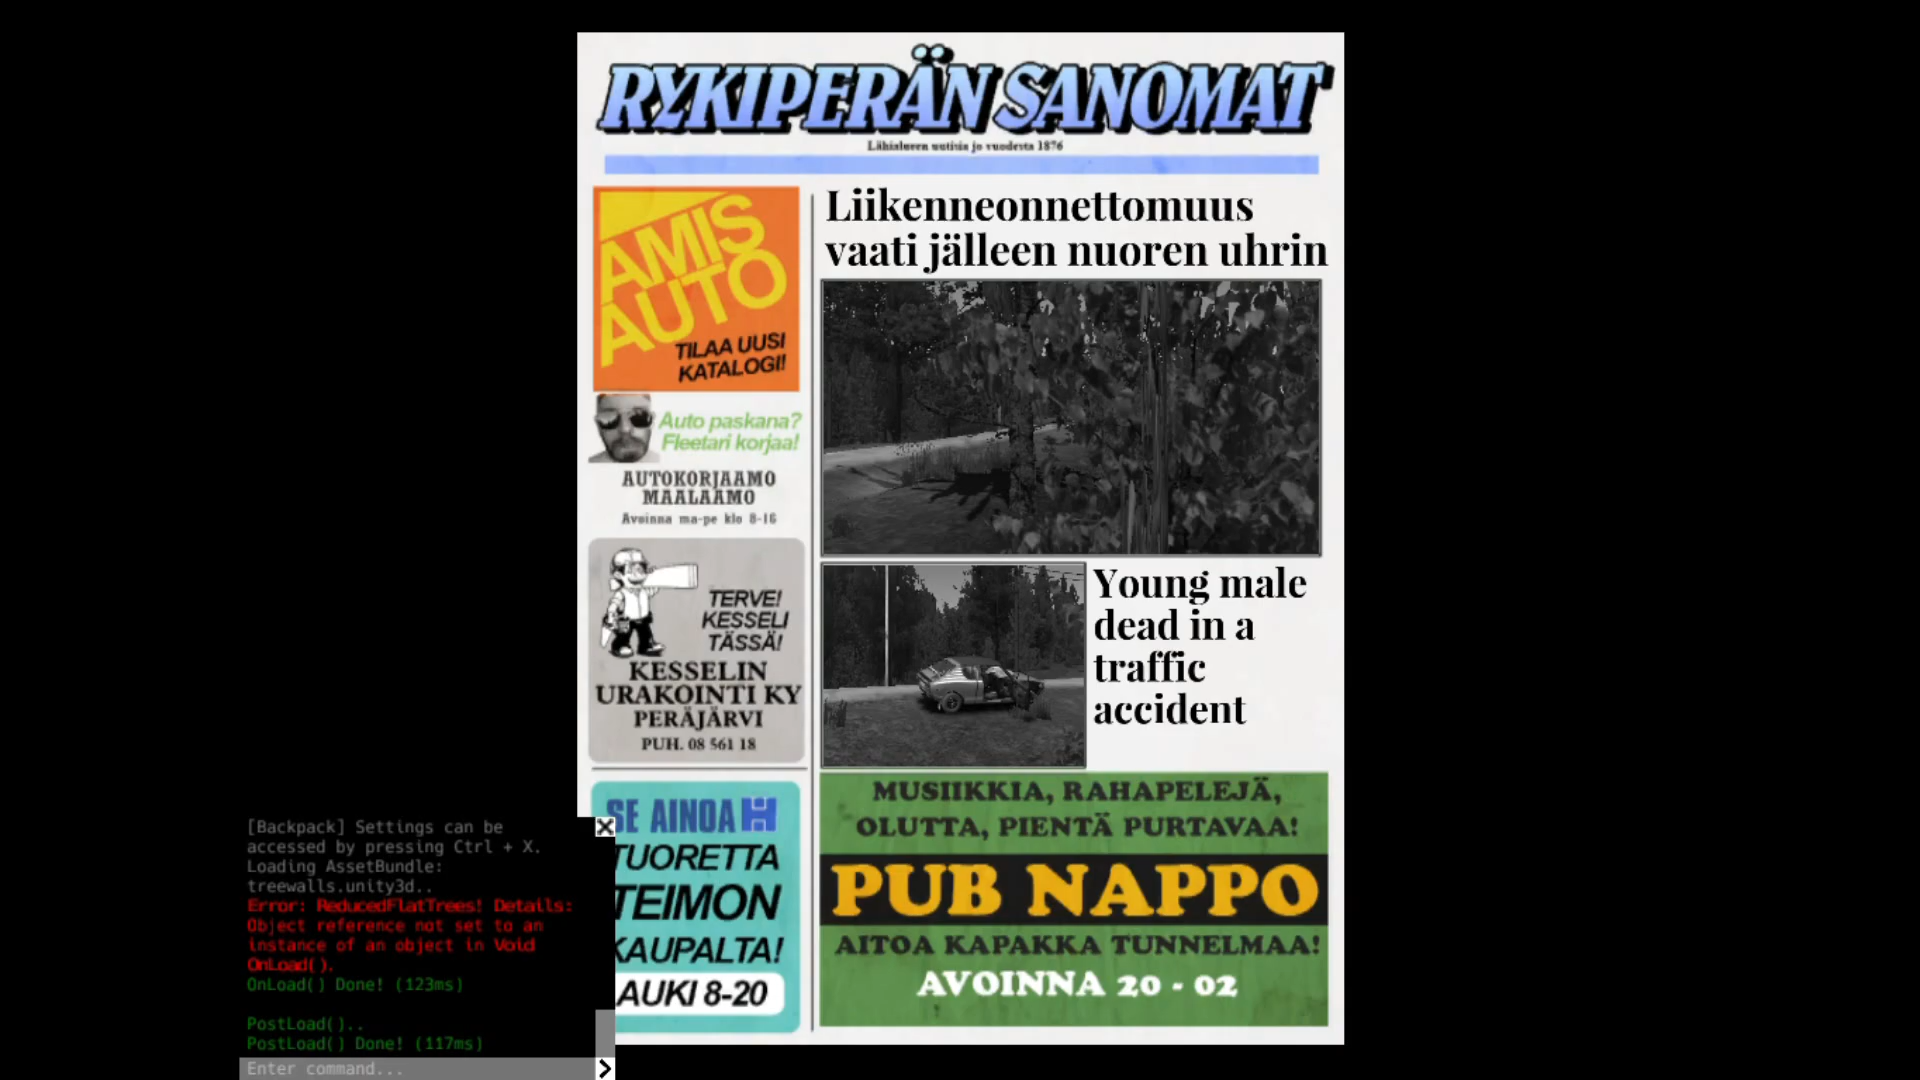 RYKIPERÄN SANOMAT
Lähialueen uutisia jo vuodesta 1876
AMIS
AUTO
TILAA UUSI
KATALOGI!
Auto paskana?
Fleetari korjaa!
AUTOKORJAAMO
MAALAAMO
Avoinna ma-pe klo 8-16
TERVE!
KESSELI
TÄSSÄ!
KESSELIN
URAKOINTI KY
PERÄJÄRVI
PUH. 08 561 18
SE AINOA H
TUORETTA
TEIMON
KAUPALTA!
AUKI 8-20
Liikenneonnettomuus
vaati jälleen nuoren uhrin
Young male
dead in a
traffic
accident
MUSIIKKIA, RAHAPELEJÄ,
OLUTTA, PIENTÄ PURTAVAA!
PUB NAPPO
AITOA KAPAKKA TUNNELMAA!
AVOINNA 20 - 02
[Backpack] Settings can be
accessed by pressing Ctrl + X.
Loading AssetBundle:
treewalls.unity3d..
Error: ReducedFlatTrees! Details:
Object reference not set to an
instance of an object in Void
OnLoad().
OnLoad() Done! (123ms)
PostLoad()..
PostLoad() Done! (117ms)
Enter command...